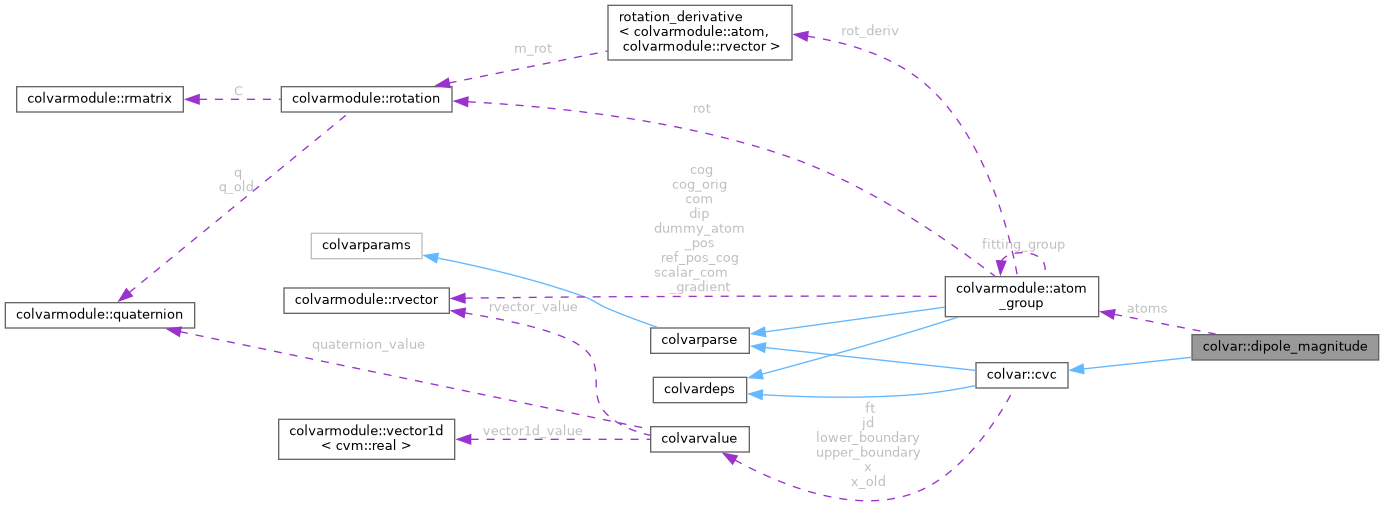 rotation_derivative
< colvarmodule::atom,
colvarmodule::rvector >
rot_deriv
m_rot
colvarmodule::rmatrix
C
colvarmodule::rotation
rot
q
q_old
cog
cog_orig
com
dip
dummy_atom
_pos
ref_pos_cog
scalar_com
_gradient
colvarparams
fitting_group
colvarmodule::atom
_group
colvarmodule::rvector
rvector_value
colvarmodule::quaternion
atoms
colvarparse
colvar::dipole_magnitude
quaternion_value
colvar::cvc
colvardeps
ft
jd
lower_boundary
upper_boundary
x
x_old
colvarmodule::vector1d
< cvm::real >
vector1d_value
colvarvalue